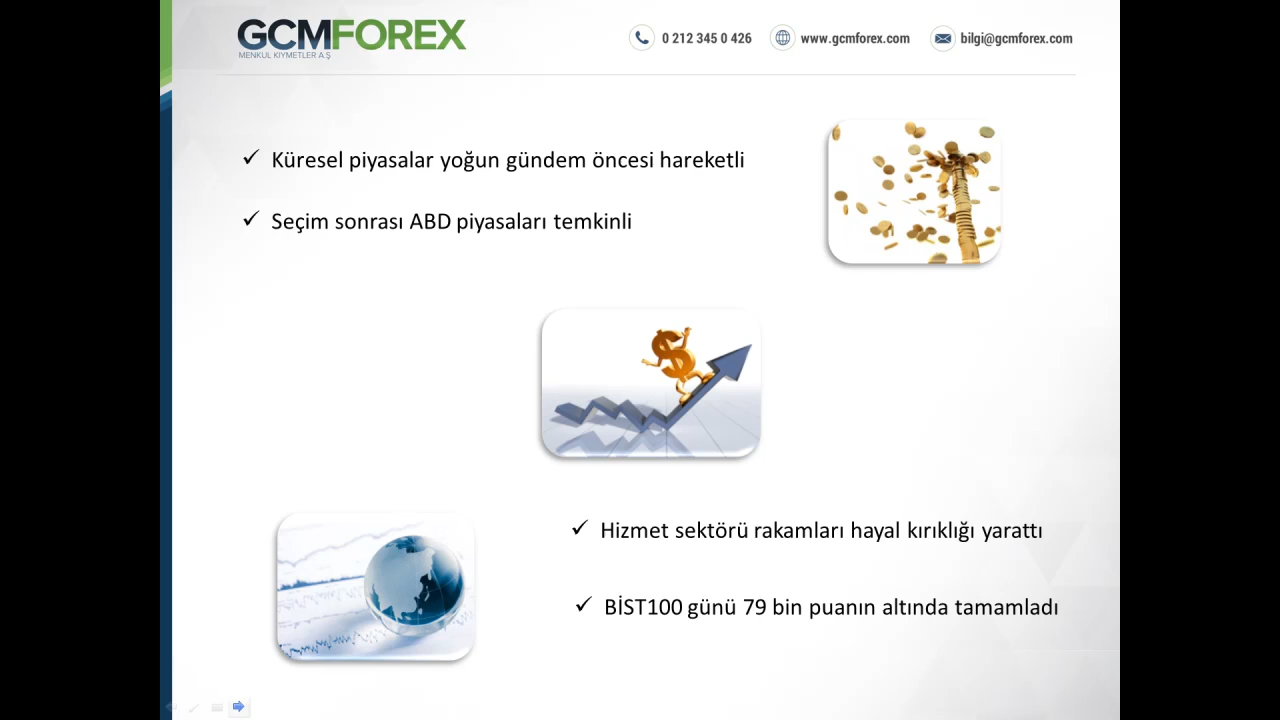 GCMFOREX
MENKUL KIYMETLER A.Ş
0 212 345 0 426
www.gcmforex.com
bilgi@gcmforex.com
✓ Küresel piyasalar yoğun gündem öncesi hareketli
✓ Seçim sonrası ABD piyasaları temkinli
$
✓ Hizmet sektörü rakamları hayal kırıklığı yarattı
✓ BİST100 günü 79 bin puanın altında tamamladı